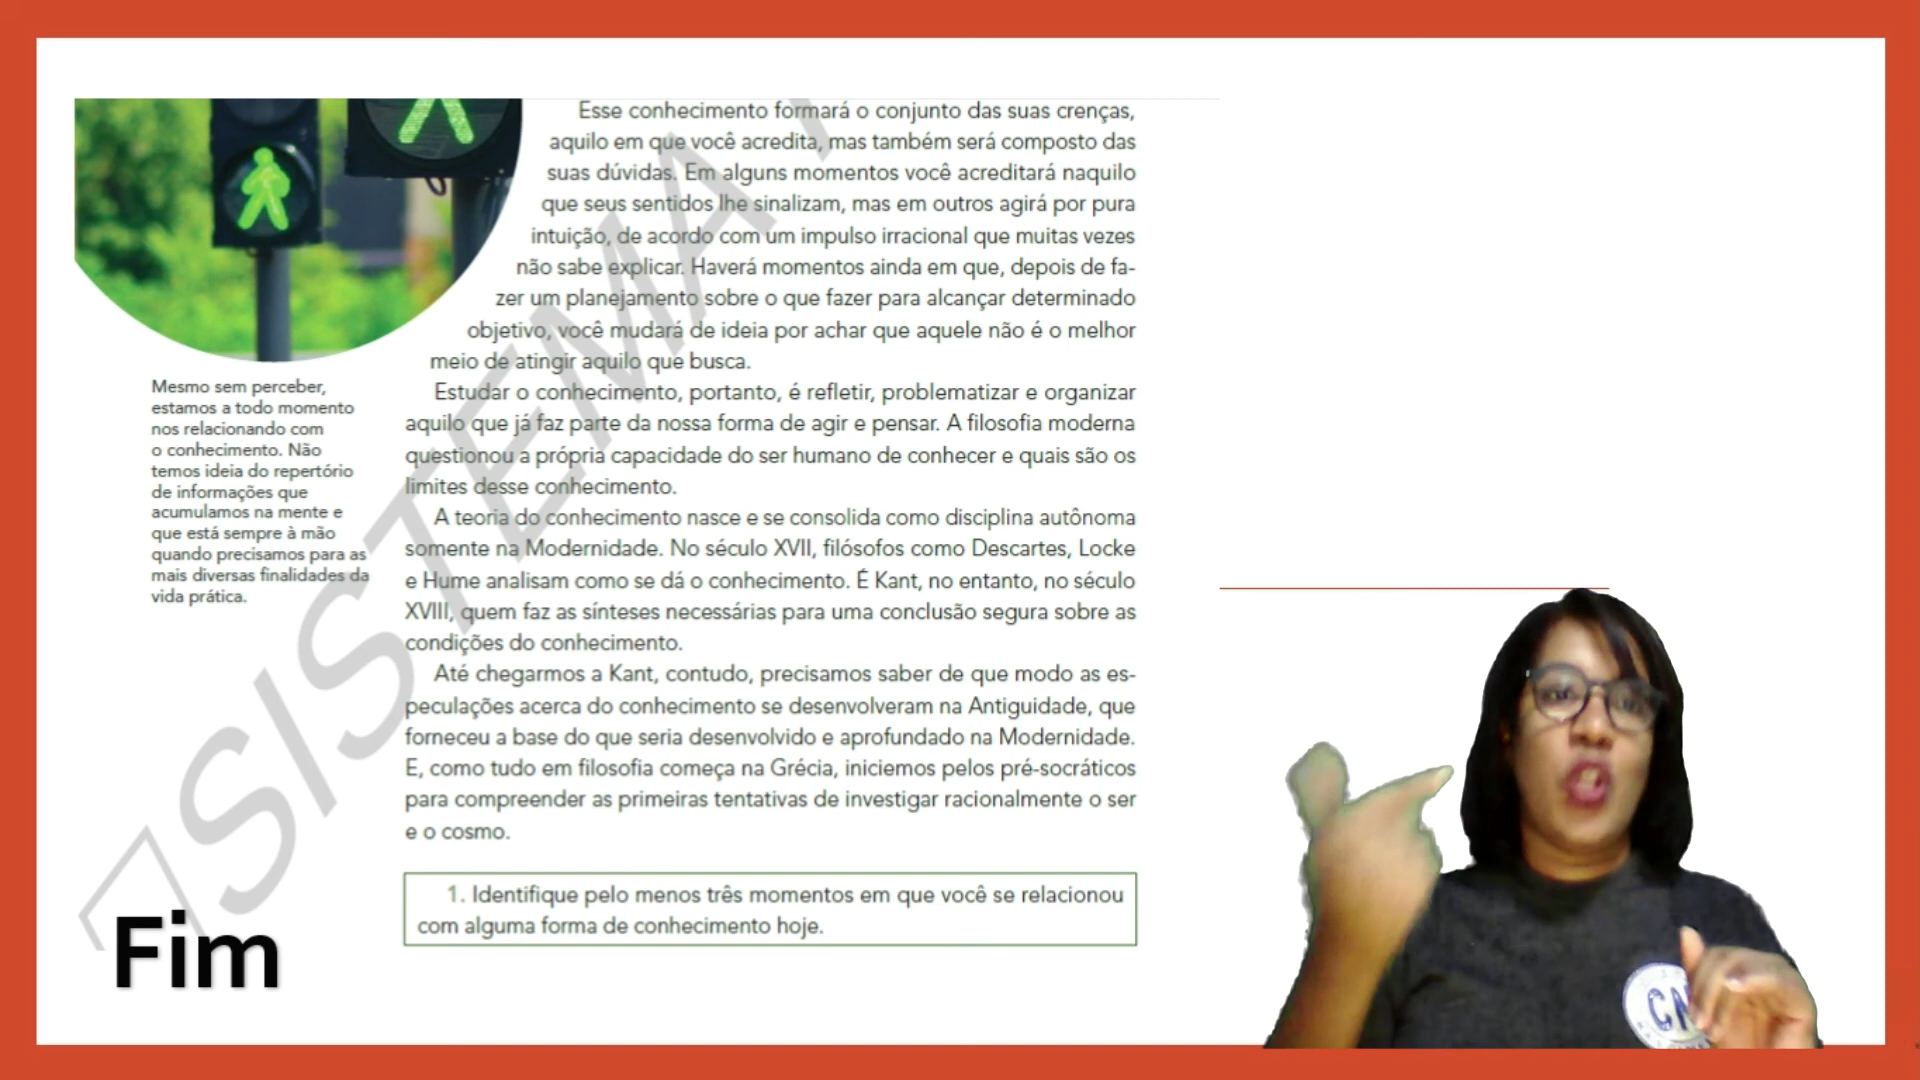 Esse conhecimento formará o conjunto das suas crenças,
aquilo em que você acredita, mas também será composto das
suas dúvidas. Em alguns momentos você acreditará naquilo
que seus sentidos lhe sinalizam, mas em outros agirá por pura
intuição, de acordo com um impulso irracional que muitas vezes
não sabe explicar. Haverá momentos ainda em que, depois de fa-
zer um planejamento sobre o que fazer para alcançar determinado
objetivo, você mudará de ideia por achar que aquele não é o melhor
meio de atingir aquilo que busca.
Estudar o conhecimento, portanto, é refletir, problematizar e organizar
aquilo que já faz parte da nossa forma de agir e pensar. A filosofia moderna
questionou a própria capacidade do ser humano de conhecer e quais são os
limites desse conhecimento.
A teoria do conhecimento nasce e se consolida como disciplina autônoma
somente na Modernidade. No século XVII, filósofos como Descartes, Locke
e Hume analisam como se dá o conhecimento. É Kant, no entanto, no século
XVIII, quem faz as sínteses necessárias para uma conclusão segura sobre as
condições do conhecimento.
Até chegarmos a Kant, contudo, precisamos saber de que modo as es-
peculações acerca do conhecimento se desenvolveram na Antiguidade, que
forneceu a base do que seria desenvolvido e aprofundado na Modernidade.
E, como tudo em filosofia começa na Grécia, iniciemos pelos pré-socráticos
para compreender as primeiras tentativas de investigar racionalmente o ser
e o cosmo.
Mesmo sem perceber,
estamos a todo momento
nos relacionando com
o conhecimento. Não
temos ideia do repertório
de informações que
acumulamos na mente e
que está sempre à mão
quando precisamos para as
mais diversas finalidades da
vida prática.
1. Identifique pelo menos três momentos em que você se relacionou
com alguma forma de conhecimento hoje.
SISTEMA
Fim